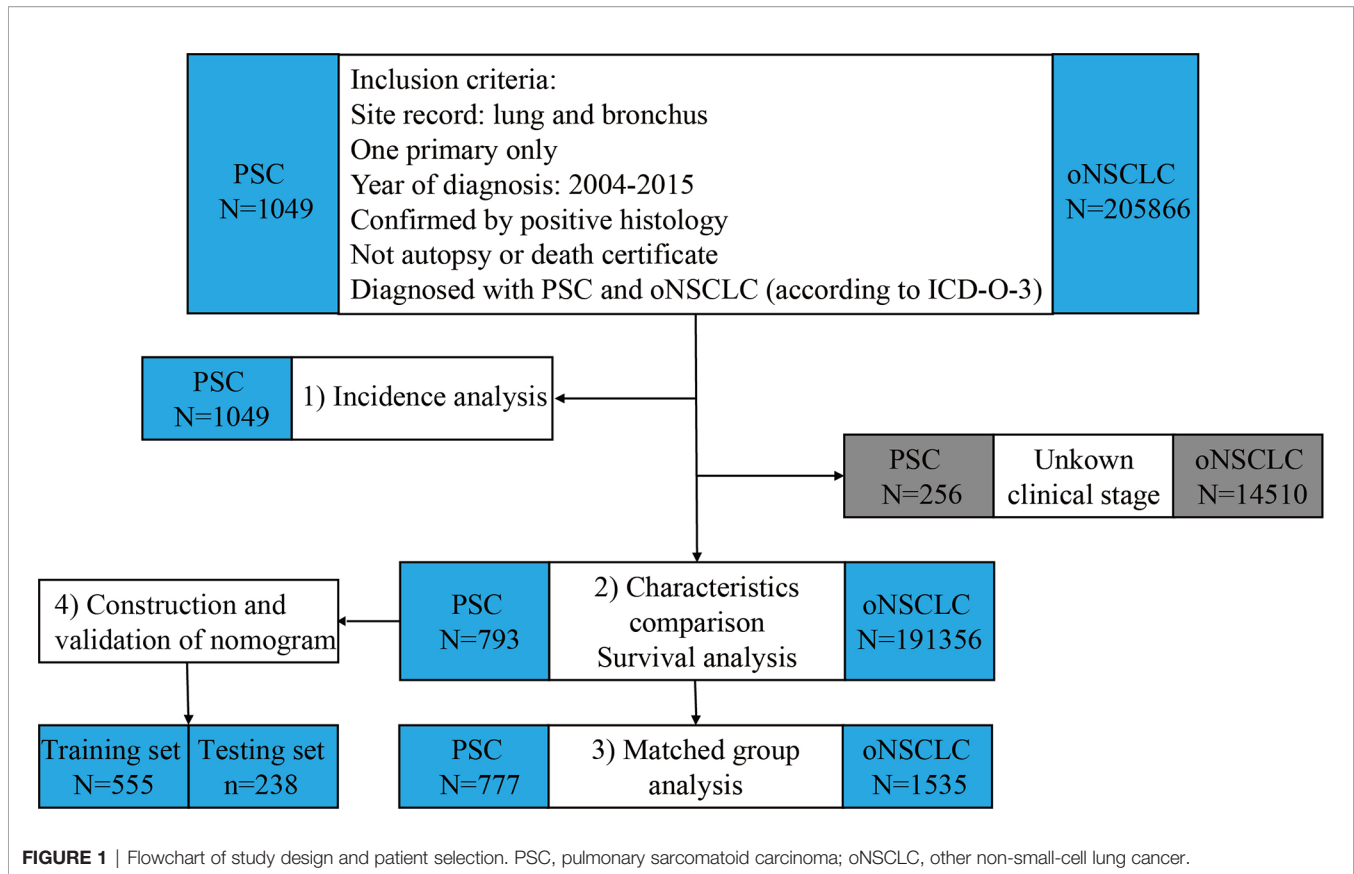 PSC
N=1049
Inclusion criteria:
Site record: lung and bronchus
One primary only
Year of diagnosis: 2004-2015
Confirmed by positive histology
Not autopsy or death certificate
Diagnosed with PSC and oNSCLC (according to ICD-O-3)
oNSCLC
N=205866
PSC
N=1049
1) Incidence analysis
PSC
N=256
Unkown
clinical stage
oNSCLC
N=14510
4) Construction and
validation of nomogram
PSC
N=793
2) Characteristics
comparison
Survival analysis
oNSCLC
N=191356
Training set
N=555
Testing set
n=238
PSC
N=777
3) Matched group
analysis
oNSCLC
N=1535
FIGURE 1 | Flowchart of study design and patient selection. PSC, pulmonary sarcomatoid carcinoma; oNSCLC, other non-small-cell lung cancer.